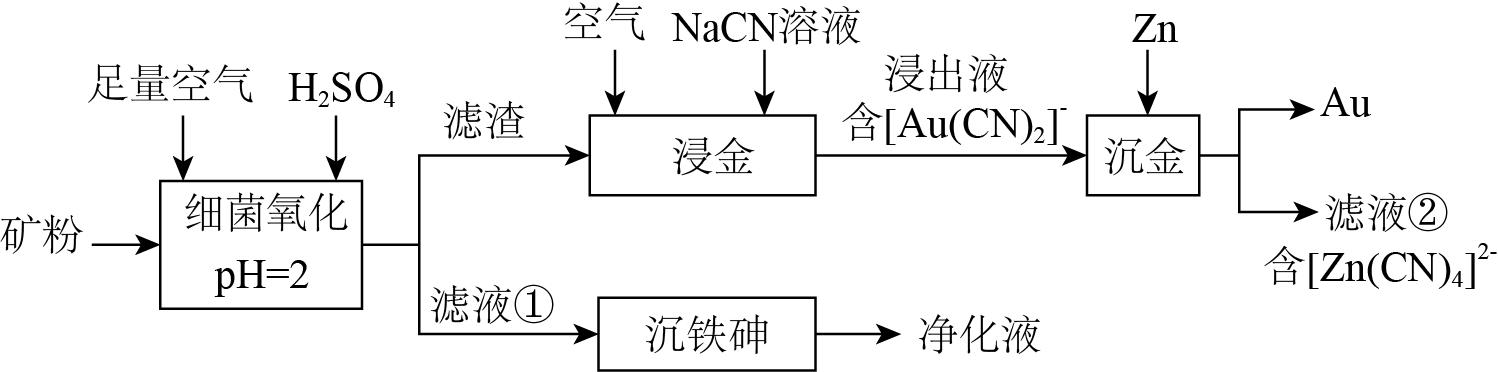 空气
NaCN溶液
Zn
足量空气
H₂SO₄
浸出液
滤渣
含[Au(CN)₂]⁻
Au
浸金
沉金
细菌氧化
pH=2
矿粉
滤液②
含[Zn(CN)₄]²⁻
滤液①
沉铁砷
净化液